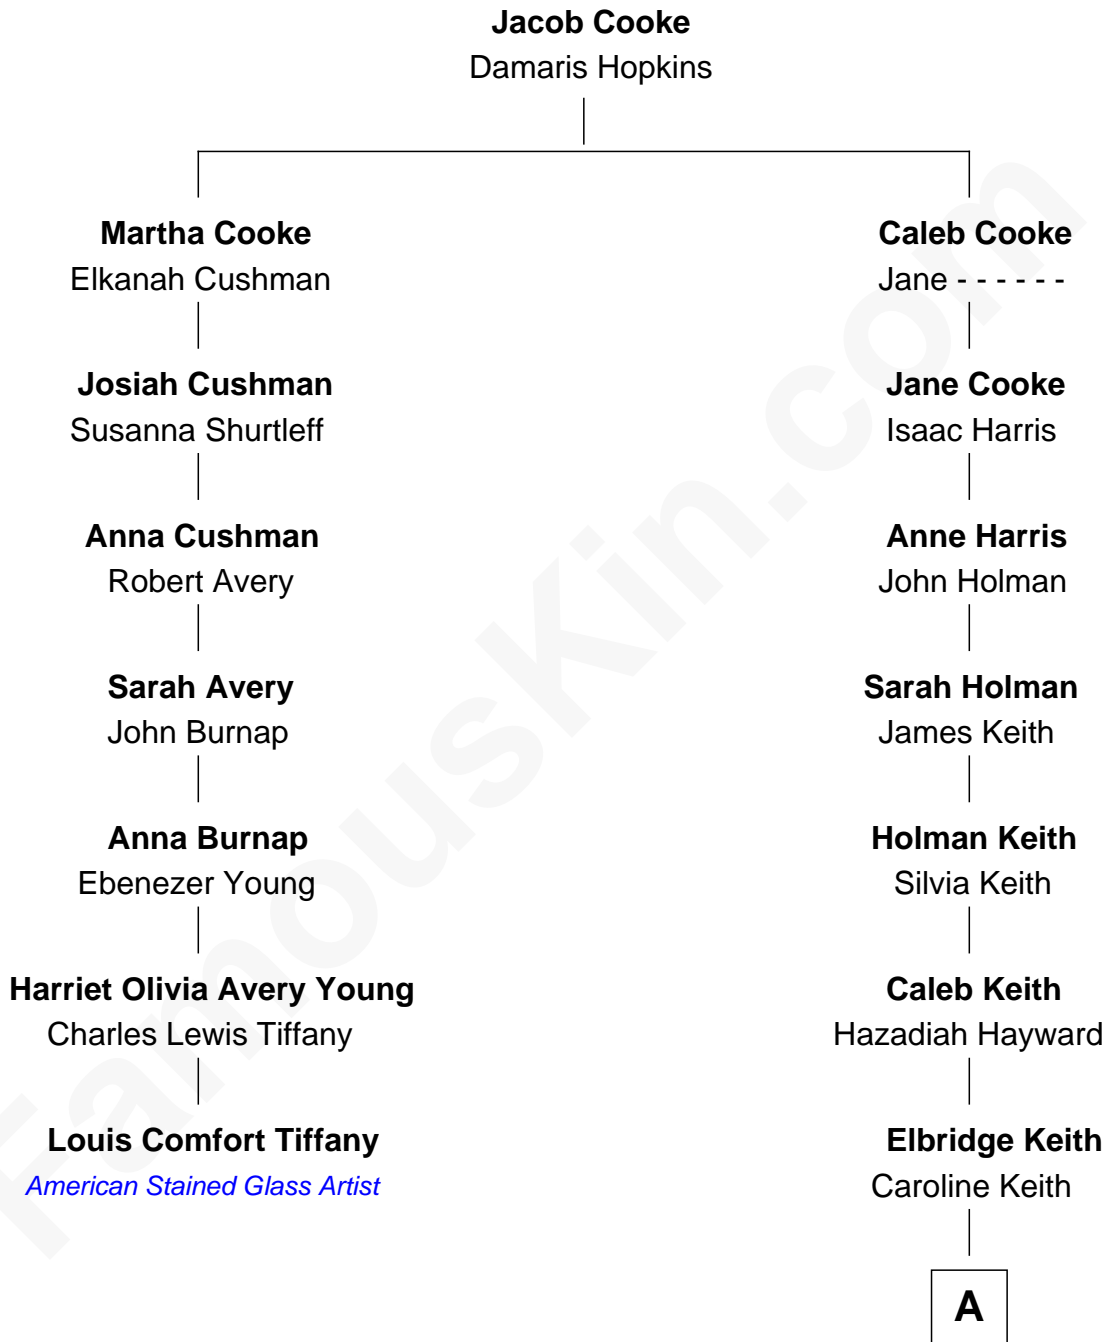 Jacob Cooke
Damaris Hopkins
Martha Cooke
Elkanah Cushman
Josiah Cushman
Susanna Shurtleff
Anna Cushman
Robert Avery
Sarah Avery
John Burnap
Anna Burnap
Ebenezer Young
Harriet Olivia Avery Young
Charles Lewis Tiffany
Louis Comfort Tiffany
American Stained Glass Artist
Caleb Cooke
Jane - - - - - -
Jane Cooke
Isaac Harris
Anne Harris
John Holman
Sarah Holman
James Keith
Holman Keith
Silvia Keith
Caleb Keith
Hazadiah Hayward
Elbridge Keith
Caroline Keith
A
FamousKin.com